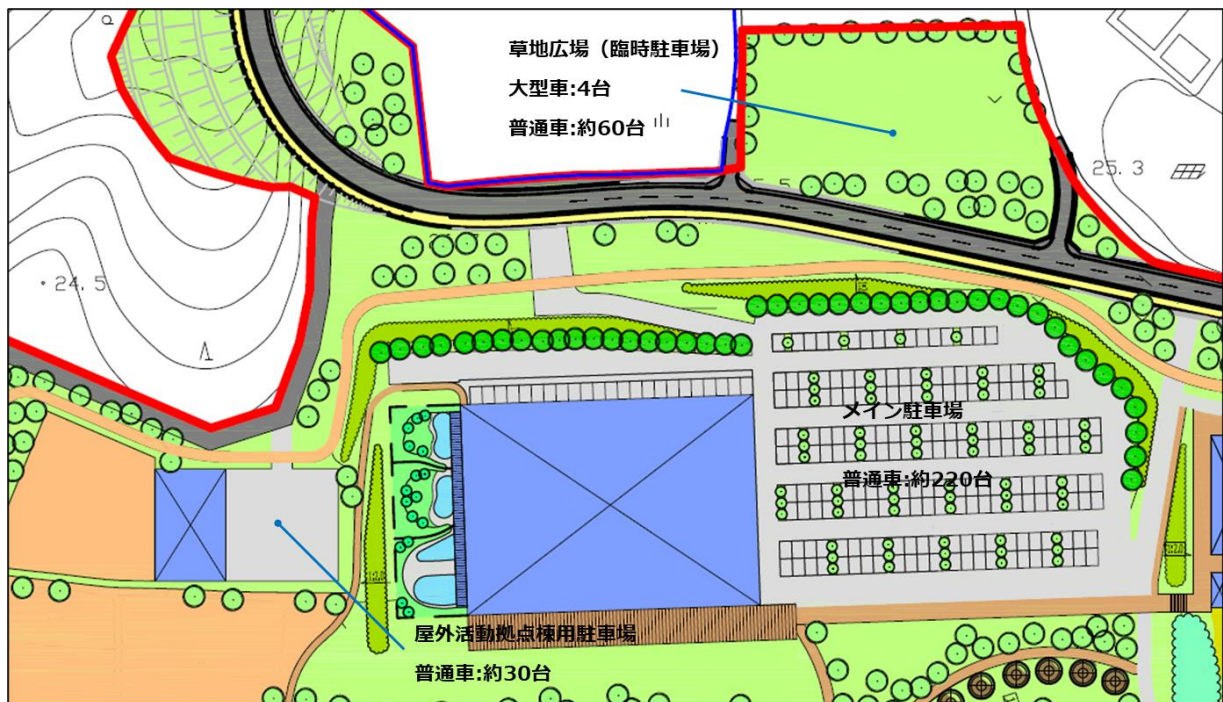 草地広場（臨時駐車場）
大型車:4台
普通車:約60台
25.3
24.5
メイン駐車場
普通車:約220台
屋外活動拠点棟用駐車場
普通車:約30台